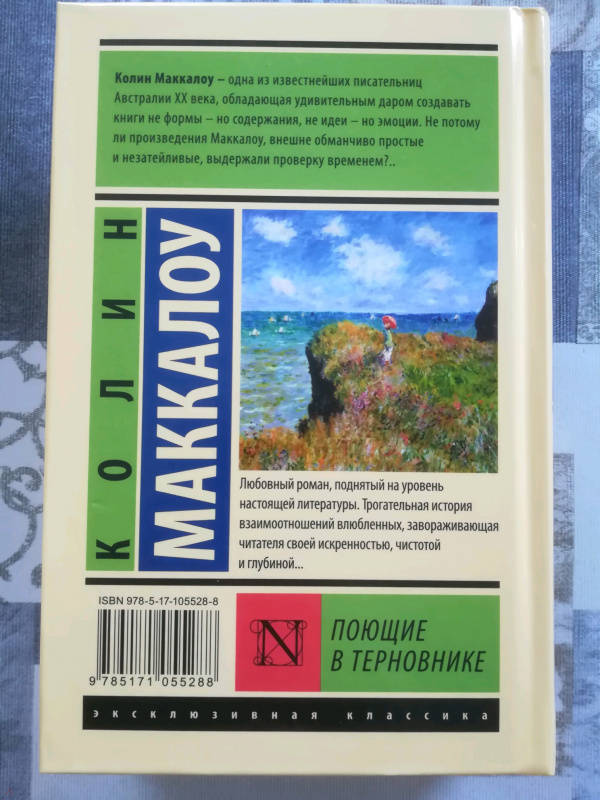 Колин Маккалоу – одна из известнейших писательниц
Австралии XX века, обладающая удивительным даром создавать
книги не формы – но содержания, не идеи – но эмоции. Не потому
ли произведения Маккалоу, внешне обманчиво простые
и незатейливые, выдержали проверку временем?..
КОЛИН
МАККАЛОУ
Любовный роман, поднятый на уровень
настоящей литературы. Трогательная история
взаимоотношений влюбленных, завораживающая
читателя своей искренностью, чистотой
и глубиной...
ISBN 978-5-17-105528-8
9 785171 055288
N
ПОЮЩИЕ
В ТЕРНОВНИКЕ
эксклюзивная классика